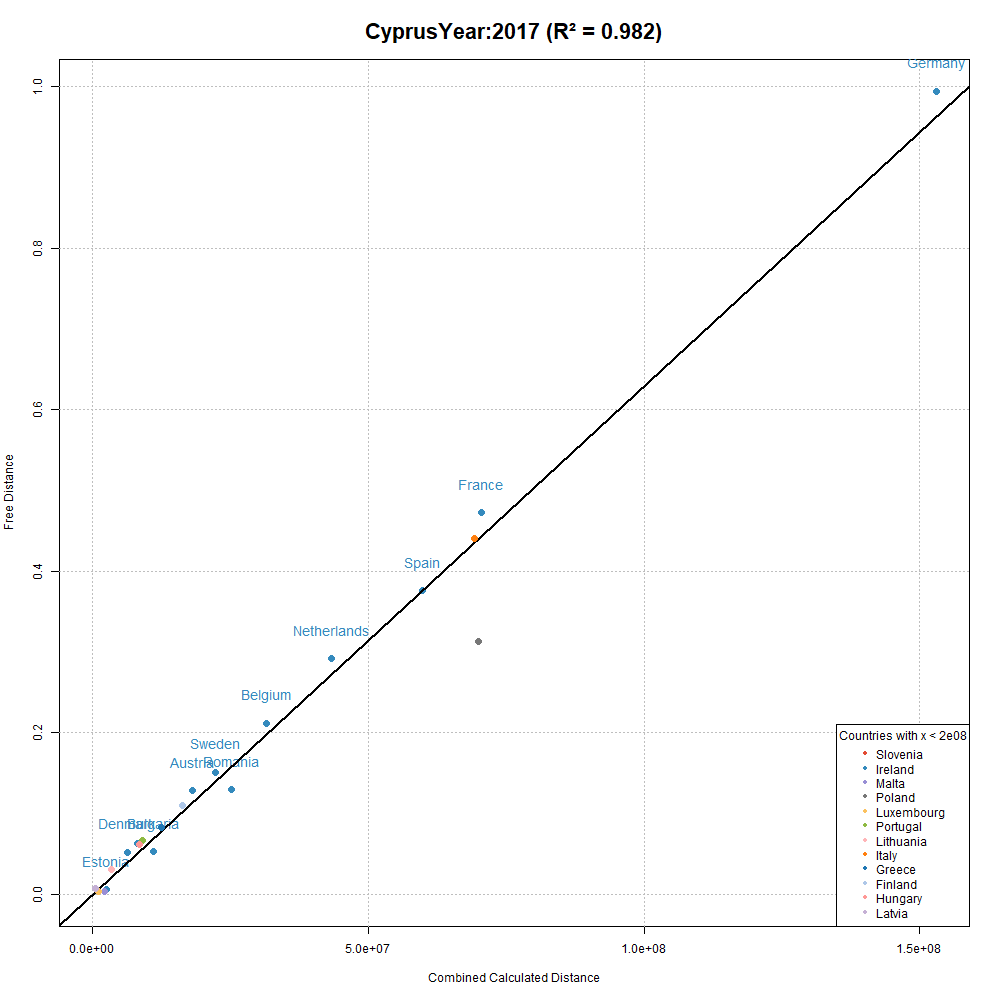 CyprusYear:2017 (R² = 0.982)
Germany
1.0
0.8
0.6
France
Spain
0.4
Netherlands
Belgium
0.2
Sweden
Austria
Romania
Denmark
Bulgaria
Estonia
0.0
Free Distance
0.0e+00
5.0e+07
1.0e+08
1.5e+08
Combined Calculated Distance
Countries with x < 2e08
Slovenia
Ireland
Malta
Poland
Luxembourg
Portugal
Lithuania
Italy
Greece
Finland
Hungary
Latvia